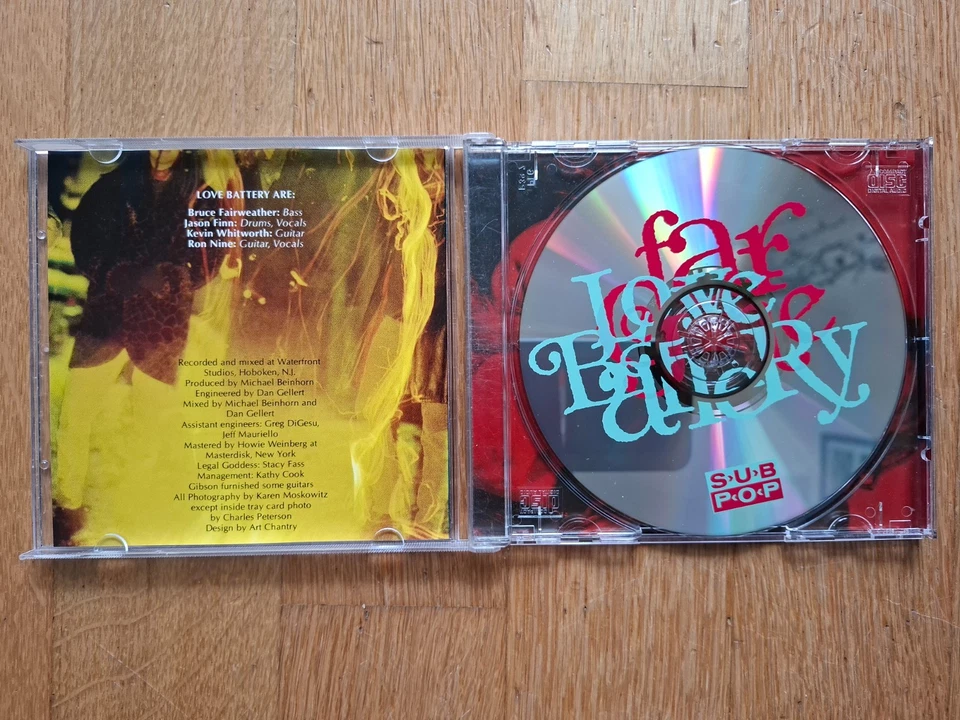 LOVE BATTERY ARE:
Bruce Fairweather: Bass
Jason Finn: Drums, Vocals
Kevin Whitworth: Guitar
Ron Nine: Guitar, Vocals
Recorded and mixed at Waterfront
Studios, Hoboken, N.J.
Produced by Michael Beinhorn
Engineered by Dan Gellert
Mixed by Michael Beinhorn and
Dan Gellert
Assistant engineers: Greg DiGesu,
Jeff Mauriello
Mastered by Howie Weinberg at
Masterdisk, New York
Legal Goddess: Stacy Fass
Management: Kathy Cook
Gibson furnished some guitars
All Photography by Karen Moskowitz
except inside tray card photo
by Charles Peterson
Design by Art Chantry
far
Love
Battery
SUB
POP
DISC
DIGITAL AUDIO